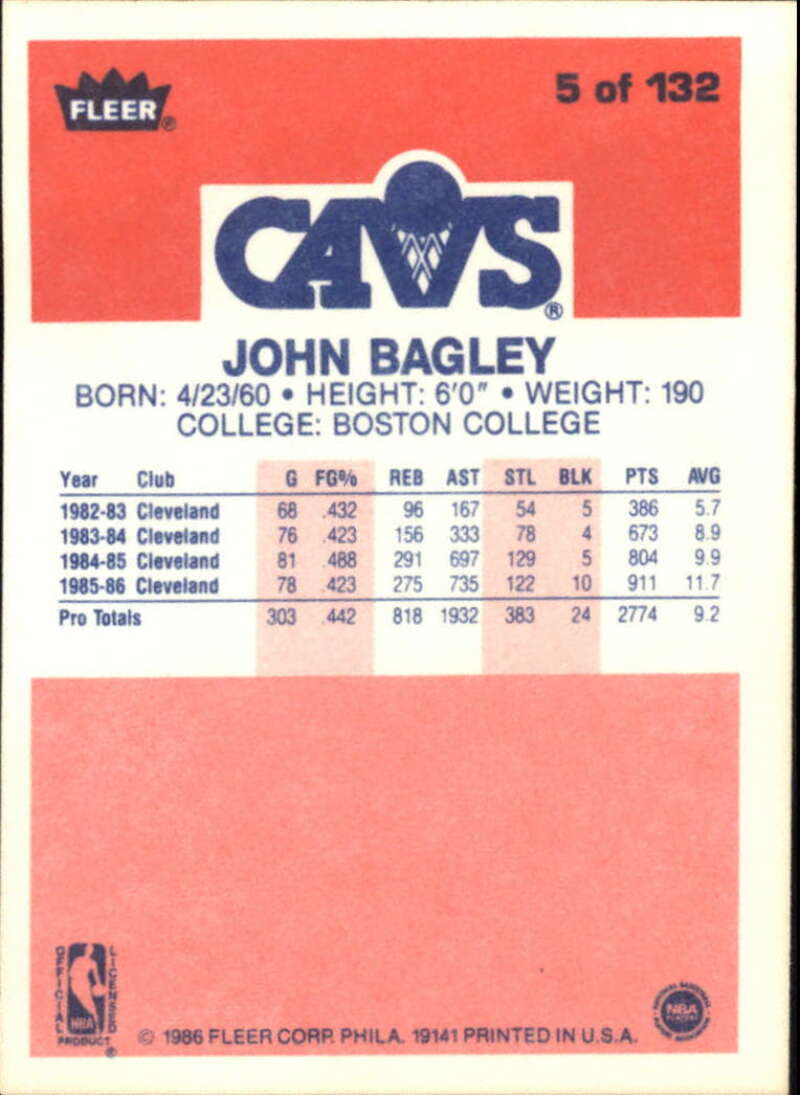 FLEER®
5 of 132
CAVS®
JOHN BAGLEY
BORN: 4/23/60 • HEIGHT: 6'0" • WEIGHT: 190
COLLEGE: BOSTON COLLEGE
Year Club G FG% REB AST STL BLK PTS AVG
1982-83 Cleveland 68 .432 96 167 54 5 386 5.7
1983-84 Cleveland 76 .423 156 333 78 4 673 8.9
1984-85 Cleveland 81 .488 291 697 129 5 804 9.9
1985-86 Cleveland 78 .423 275 735 122 10 911 11.7
Pro Totals 303 .442 818 1932 383 24 2774 9.2
OFFICIAL
LICENSED
NBA
PRODUCT®
© 1986 FLEER CORP. PHILA. 19141 PRINTED IN U.S.A.
NBA
PLAYERS